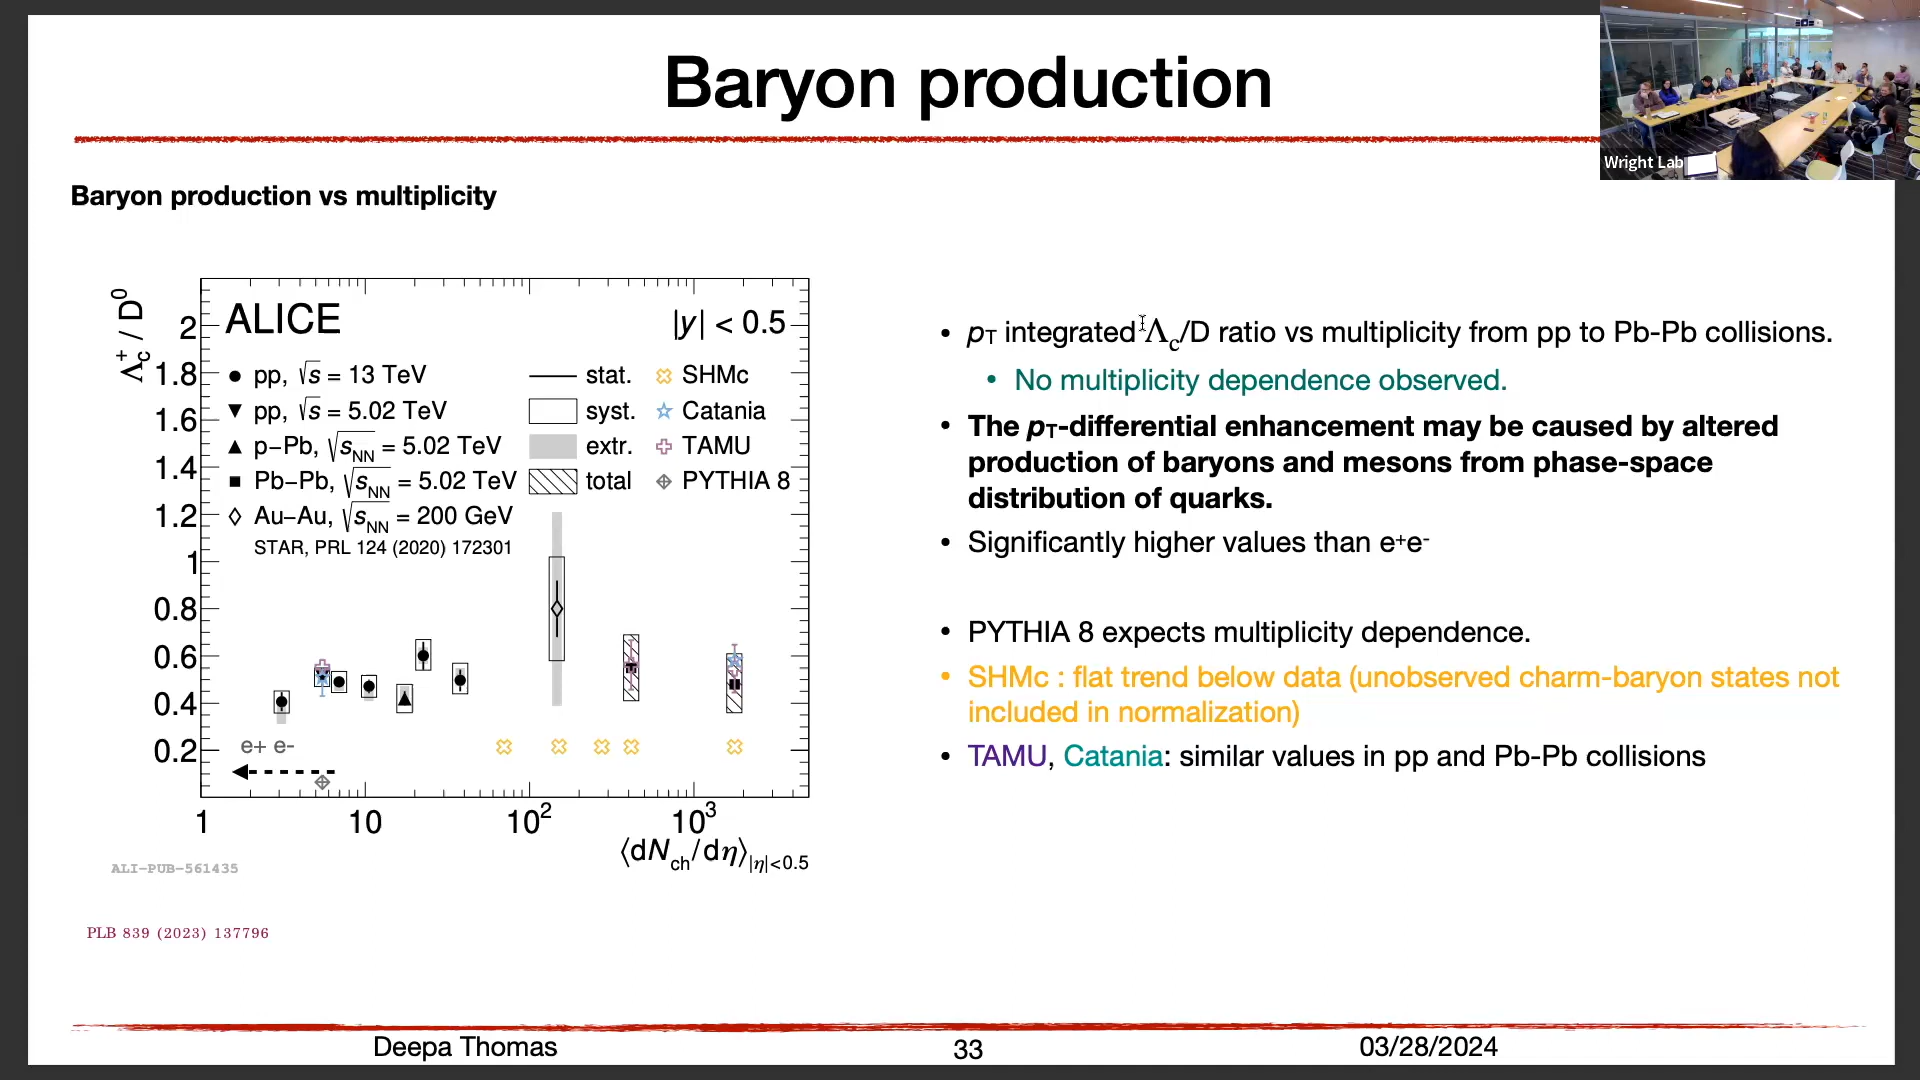 Baryon production
Wright Lab
Baryon production vs multiplicity
Λc+ / D0
2
1.8
1.6
1.4
1.2
1
0.8
0.6
0.4
0.2
ALICE
|y| < 0.5
pp, √s = 13 TeV
pp, √s = 5.02 TeV
p−Pb, √sNN = 5.02 TeV
Pb−Pb, √sNN = 5.02 TeV
Au−Au, √sNN = 200 GeV
STAR, PRL 124 (2020) 172301
stat.
syst.
extr.
total
SHMc
Catania
TAMU
PYTHIA 8
e+ e-
1 10 10² 10³
⟨dNch/dη⟩|η|<0.5
ALI-PUB-561435
PLB 839 (2023) 137796
• pT integrated Λc/D ratio vs multiplicity from pp to Pb-Pb collisions.
• No multiplicity dependence observed.
• The pT-differential enhancement may be caused by altered
production of baryons and mesons from phase-space
distribution of quarks.
• Significantly higher values than e+e-
• PYTHIA 8 expects multiplicity dependence.
• SHMc : flat trend below data (unobserved charm-baryon states not
included in normalization)
• TAMU, Catania: similar values in pp and Pb-Pb collisions
Deepa Thomas
33
03/28/2024